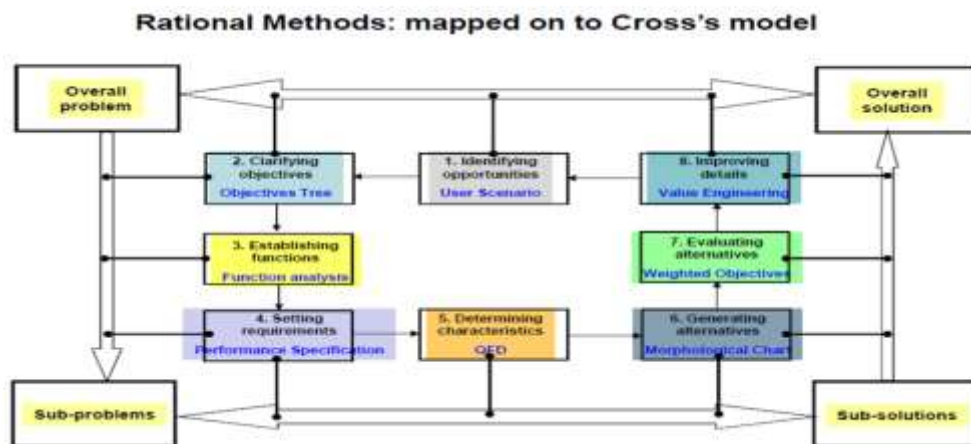 Rational Methods: mapped on to Cross's model
Overall
problem
Overall
solution
2. Clarifying
objectives
Objectives Tree
1. Identifying
opportunities
User Scenario
8. Improving
details
Value Engineering
3. Establishing
functions
Function analysis
7. Evaluating
alternatives
Weighted Objectives
4. Setting
requirements
Performance Specification
5. Determining
characteristics
6. Generating
alternatives
Morphological Chart
Sub-problems
Sub-solutions